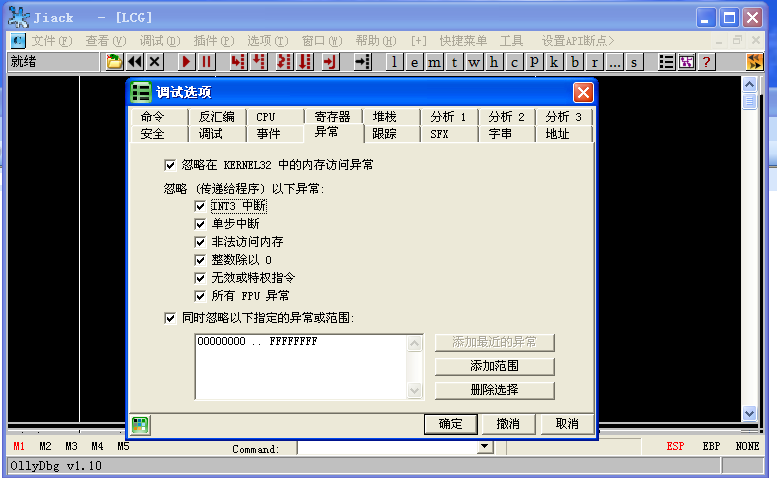 Jiack - [LCG]
文件(F) 查看(V) 调试(D) 插件(P) 选项(T) 窗口(W) 帮助(H) [+] 快捷菜单 工具 设置API断点>
就绪 l e m t w h c p k b r ... s ?
调试选项
命令 反汇编 CPU 寄存器 堆栈 分析 1 分析 2 分析 3
安全 调试 事件 异常 跟踪 SFX 字串 地址
忽略在 KERNEL32 中的内存访问异常
忽略 (传递给程序) 以下异常:
INT3 中断
单步中断
非法访问内存
整数除以 0
无效或特权指令
所有 FPU 异常
同时忽略以下指定的异常或范围:
00000000 .. FFFFFFFF
添加最近的异常
添加范围
删除选择
确定 撤消 取消
M1 M2 M3 M4 M5 Command: ESP EBP NONE
OllyDbg v1.10